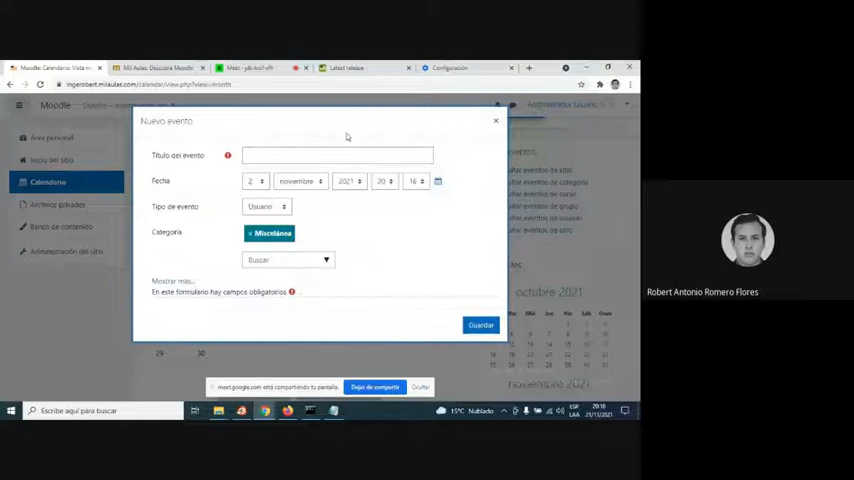 Moodle: Calendario: Vista m...
Mil Aulas: Descubra Moodle
Latest release
Configuración
ingerobert.milaulas.com/calendar/view.php?view=month
Moodle
Nuevo evento
Título del evento
Fecha
2
noviembre
2021
20
16
Tipo de evento
Usuario
Categoría
× Miscelánea
Buscar
Mostrar más...
En este formulario hay campos obligatorios
Guardar
Área personal
Inicio del sitio
Calendario
Archivos privados
Banco de contenido
Administración del sitio
29 30
octubre 2021
noviembre 2021
meet.google.com está compartiendo tu pantalla.
Dejar de compartir
Ocultar
Escribe aquí para buscar
15°C Nublado
ESP
LAA
20:16
21/11/2021
Robert Antonio Romero Flores